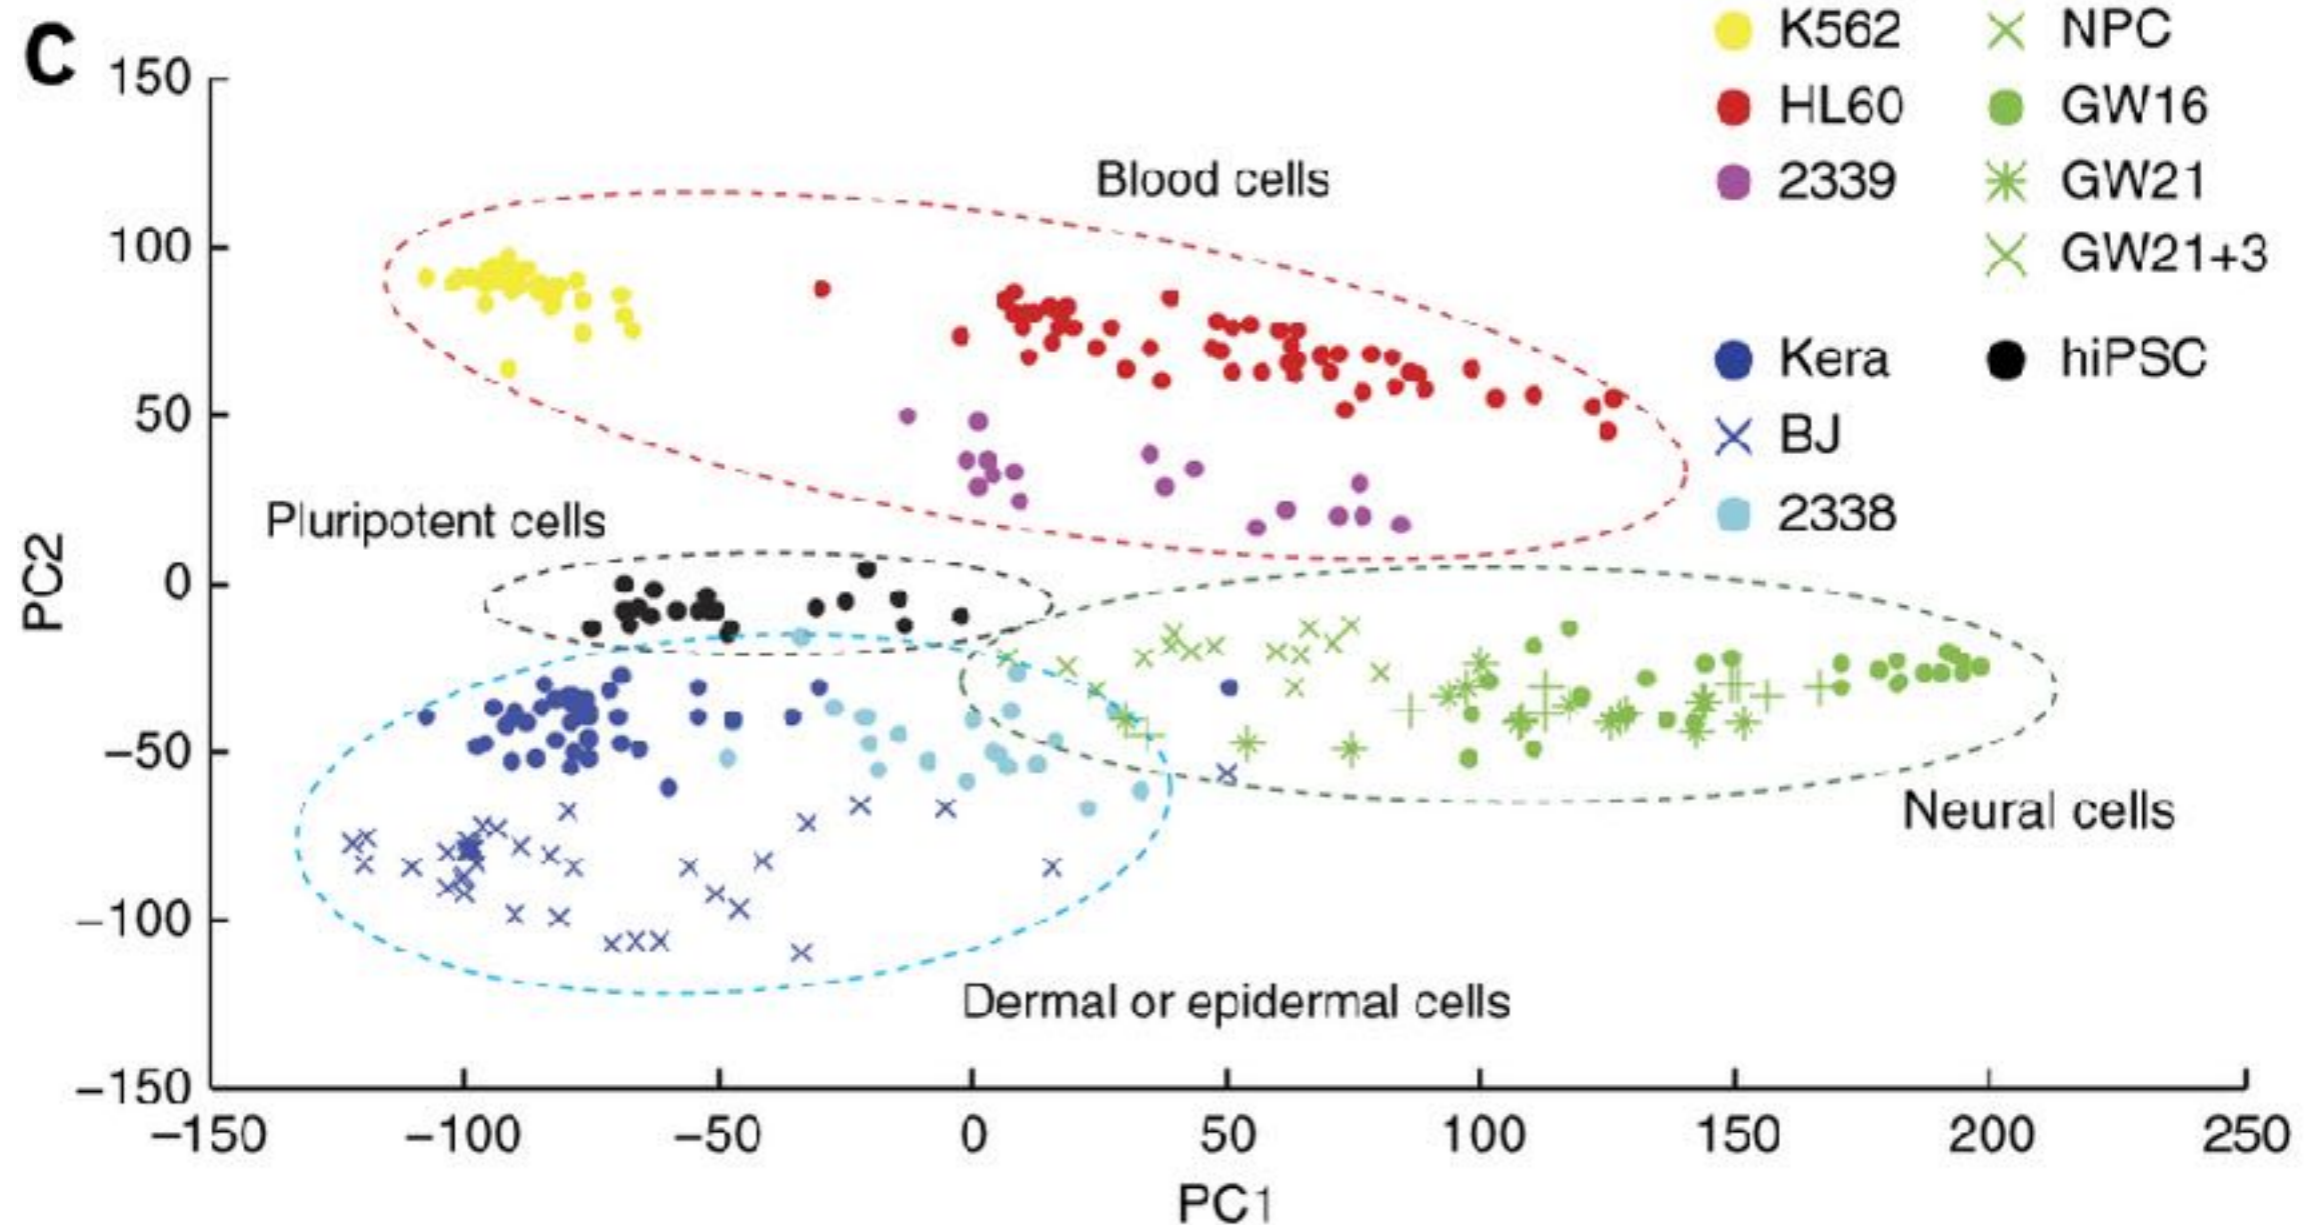 C
150
100
50
0
−50
−100
−150
PC2
−150 −100 −50 0 50 100 150 200 250
PC1
Blood cells
Pluripotent cells
Neural cells
Dermal or epidermal cells
K562
HL60
2339
Kera
BJ
2338
NPC
GW16
GW21
GW21+3
hiPSC